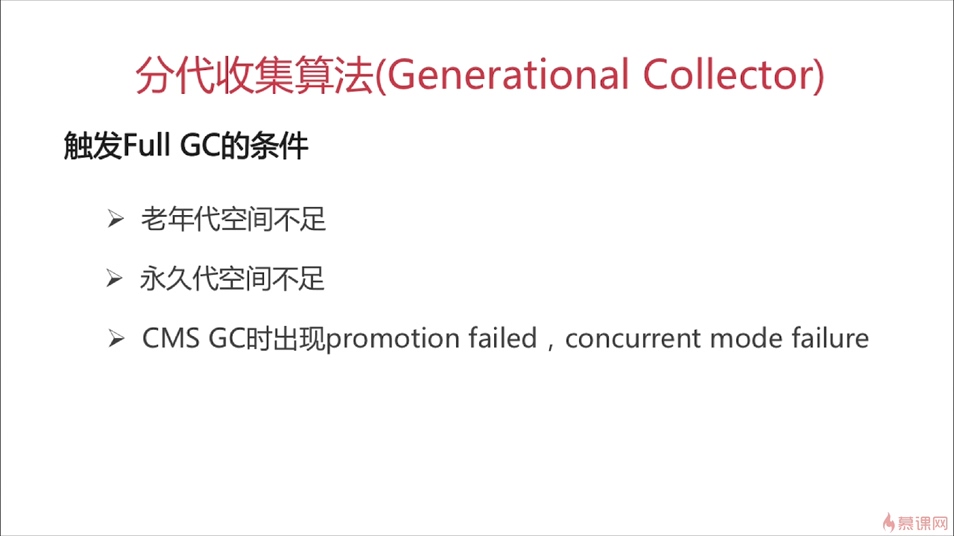 分代收集算法(Generational Collector)
触发Full GC的条件
➢ 老年代空间不足
➢ 永久代空间不足
➢ CMS GC时出现promotion failed，concurrent mode failure
慕课网